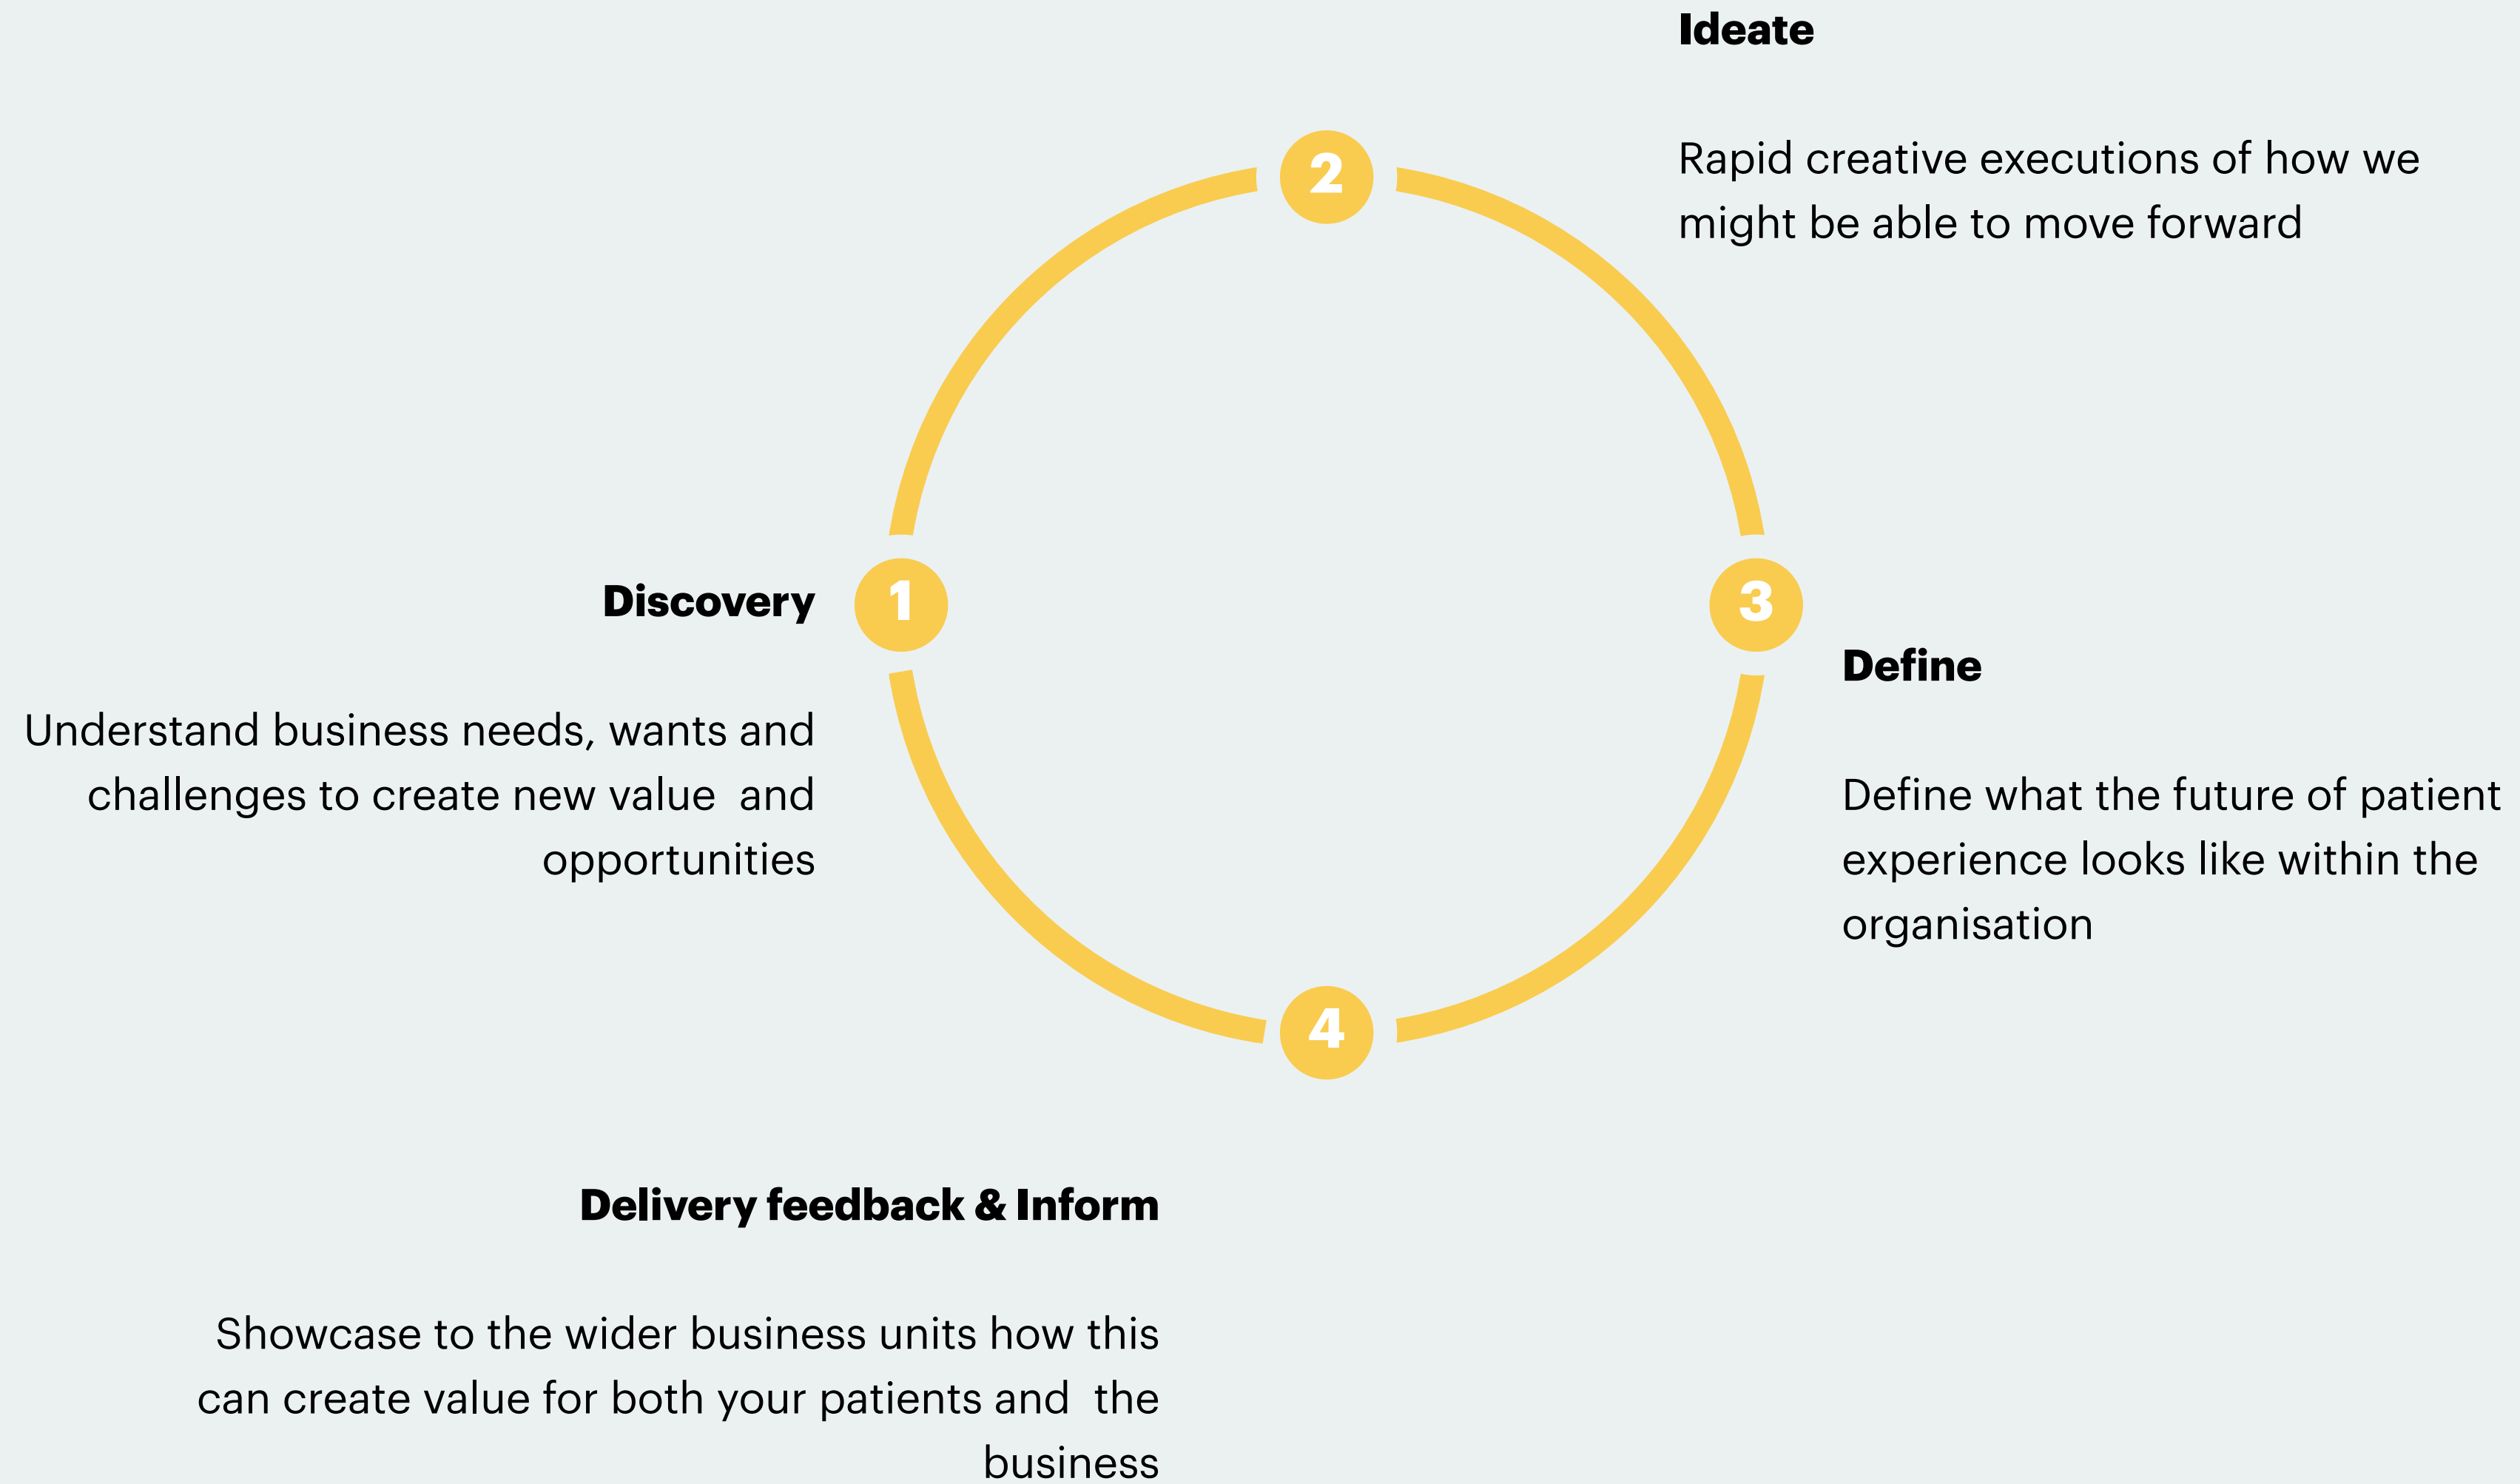 Ideate
Rapid creative executions of how we
might be able to move forward
2
Discovery
1
Understand business needs, wants and
challenges to create new value  and
opportunities
3
Define
Define what the future of patient
experience looks like within the
organisation
4
Delivery feedback & Inform
Showcase to the wider business units how this
can create value for both your patients and  the
business